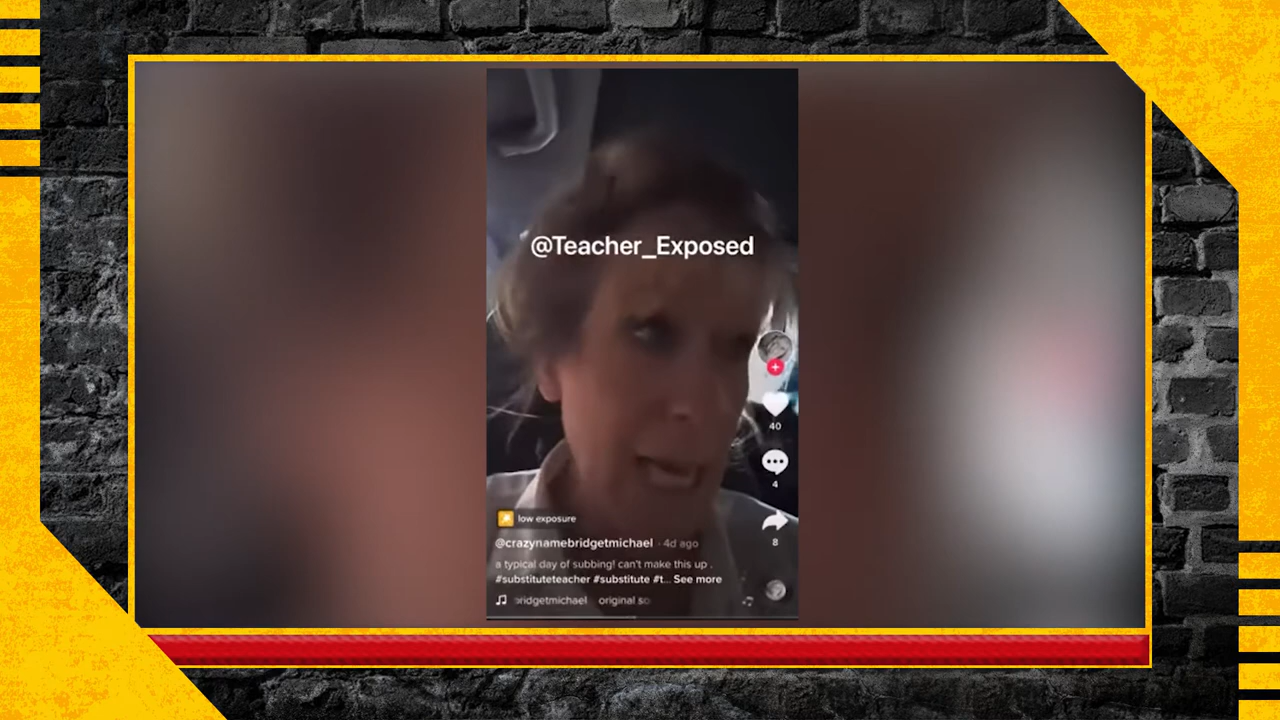 @Teacher_Exposed
40
4
8
low exposure
@crazynamebridgetmichael · 4d ago
a typical day of subbing! can't make this up .
#substituteteacher #substitute #t... See more
ridgetmichael original so